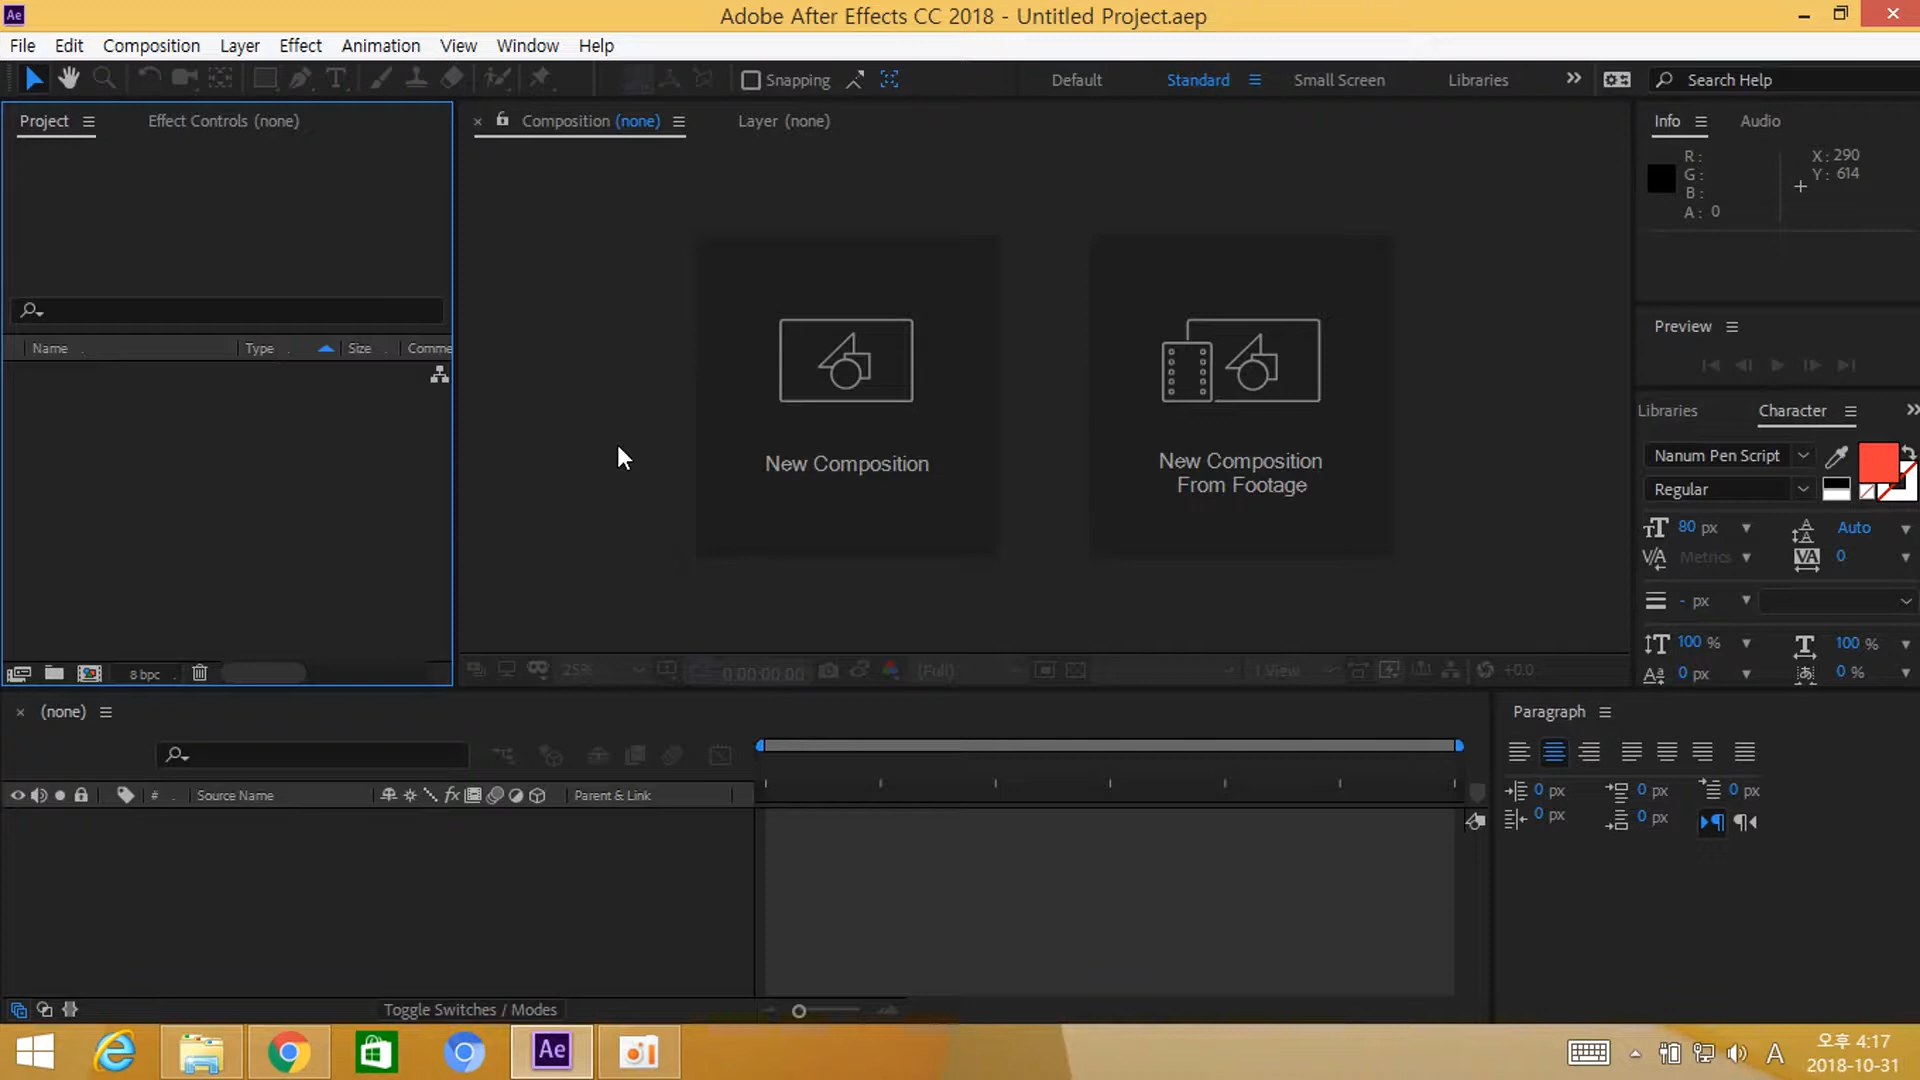 Ae
Adobe After Effects CC 2018 - Untitled Project.aep
File Edit Composition Layer Effect Animation View Window Help
Snapping
Default Standard Small Screen Libraries » Search Help
Project Effect Controls (none)
× Composition (none) Layer (none)
Info Audio
R : X : 290
G : Y : 614
B :
A : 0
Preview
Name Type Size Comme
New Composition
New Composition
From Footage
Libraries Character »
Nanum Pen Script
Regular
80 px Auto
Metrics 0
- px
100 % 100 %
0 px 0 %
8 bpc
25% 0:00:00:00 (Full) 1 View +0.0
× (none)
Paragraph
# Source Name fx Parent & Link
0 px 0 px 0 px
0 px 0 px
Toggle Switches / Modes
Ae
A
오후 4:17
2018-10-31